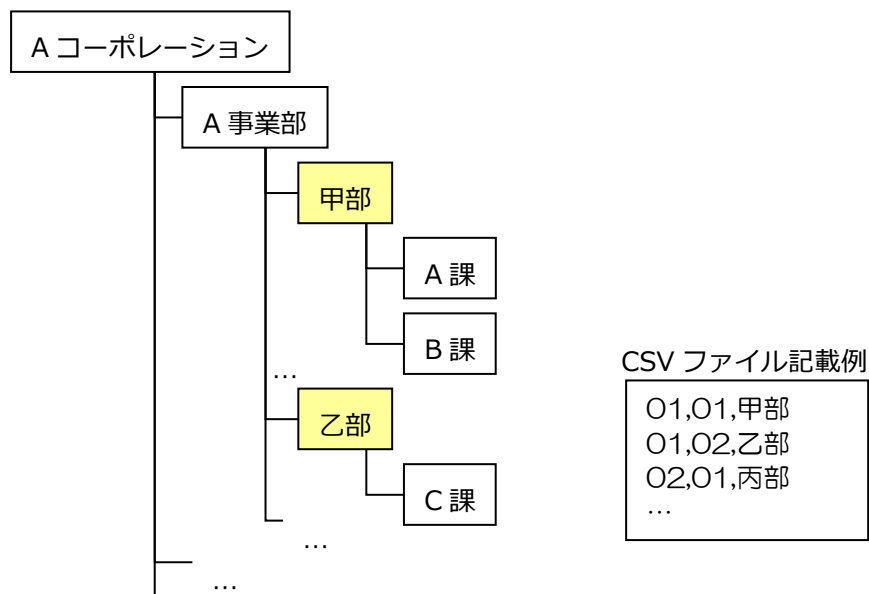 A コーポレーション
A 事業部
甲部
A 課
B 課
…
乙部
C 課
…
…
CSV ファイル記載例
01,01,甲部
01,02,乙部
02,01,丙部
…